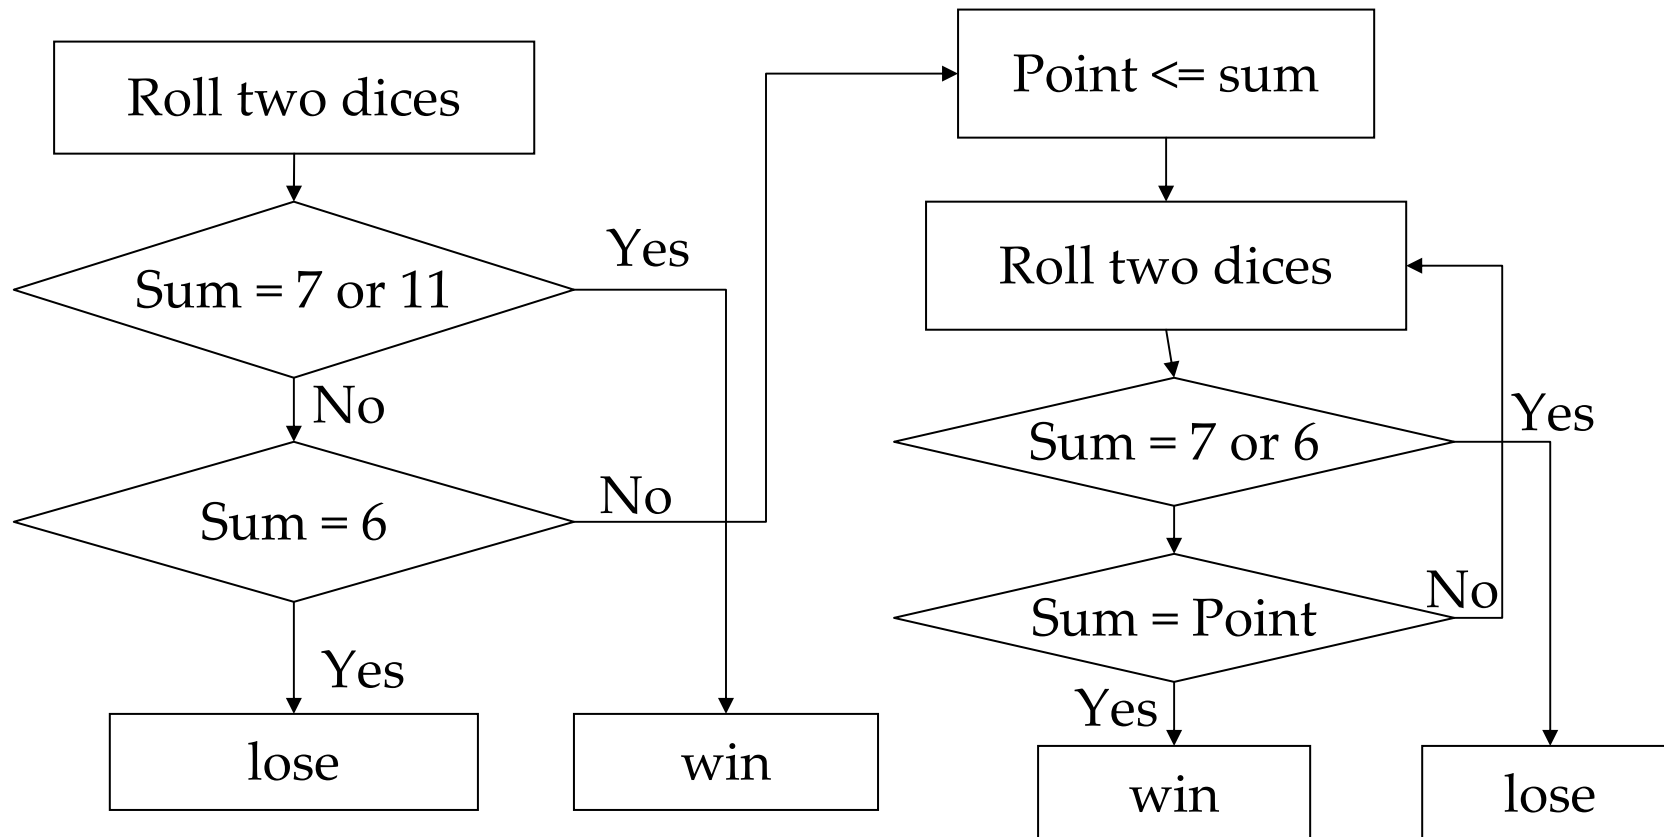 Roll two dices
Sum = 7 or 11
Yes
No
Sum = 6
No
Yes
lose
win
Point <= sum
Roll two dices
Sum = 7 or 6
Yes
Sum = Point
No
Yes
win
lose